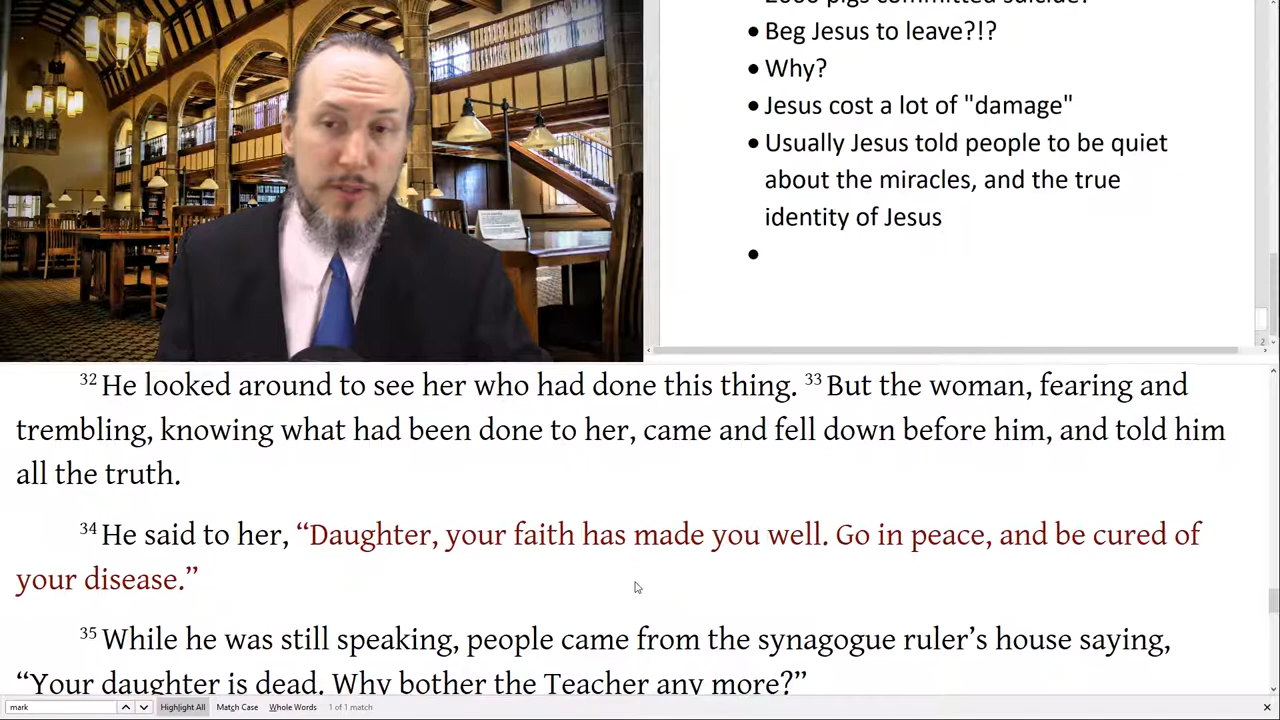 2000 pigs committed suicide?
• Beg Jesus to leave?!?
• Why?
• Jesus cost a lot of "damage"
• Usually Jesus told people to be quiet
about the miracles, and the true
identity of Jesus
•
32 He looked around to see her who had done this thing. 33 But the woman, fearing and
trembling, knowing what had been done to her, came and fell down before him, and told him
all the truth.
34 He said to her, “Daughter, your faith has made you well. Go in peace, and be cured of
your disease.”
35 While he was still speaking, people came from the synagogue ruler’s house saying,
“Your daughter is dead. Why bother the Teacher any more?”
mark Highlight All Match Case Whole Words 1 of 1 match